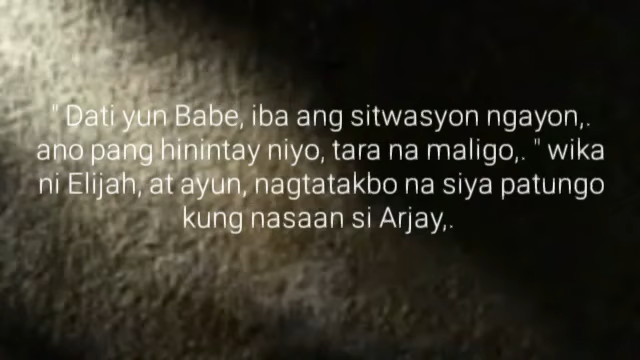 " Dati yun Babe, iba ang sitwasyon ngayon,.
ano pang hinintay niyo, tara na maligo,. " wika
ni Elijah, at ayun, nagtatakbo na siya patungo
kung nasaan si Arjay,.